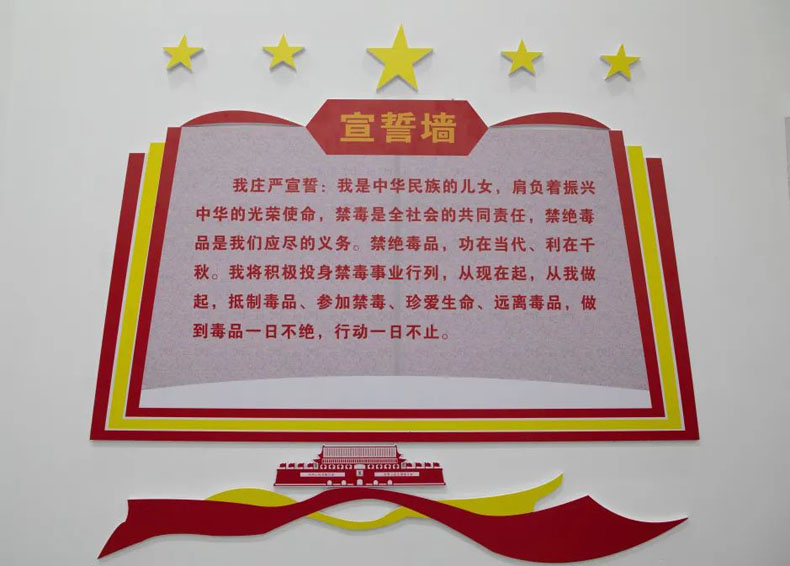 宣誓墙
我庄严宣誓：我是中华民族的儿女，肩负着振兴
中华的光荣使命，禁毒是全社会的共同责任，禁绝毒
品是我们应尽的义务。禁绝毒品，功在当代、利在千
秋。我将积极投身禁毒事业行列，从现在起，从我做
起，抵制毒品、参加禁毒、珍爱生命、远离毒品，做
到毒品一日不绝，行动一日不止。